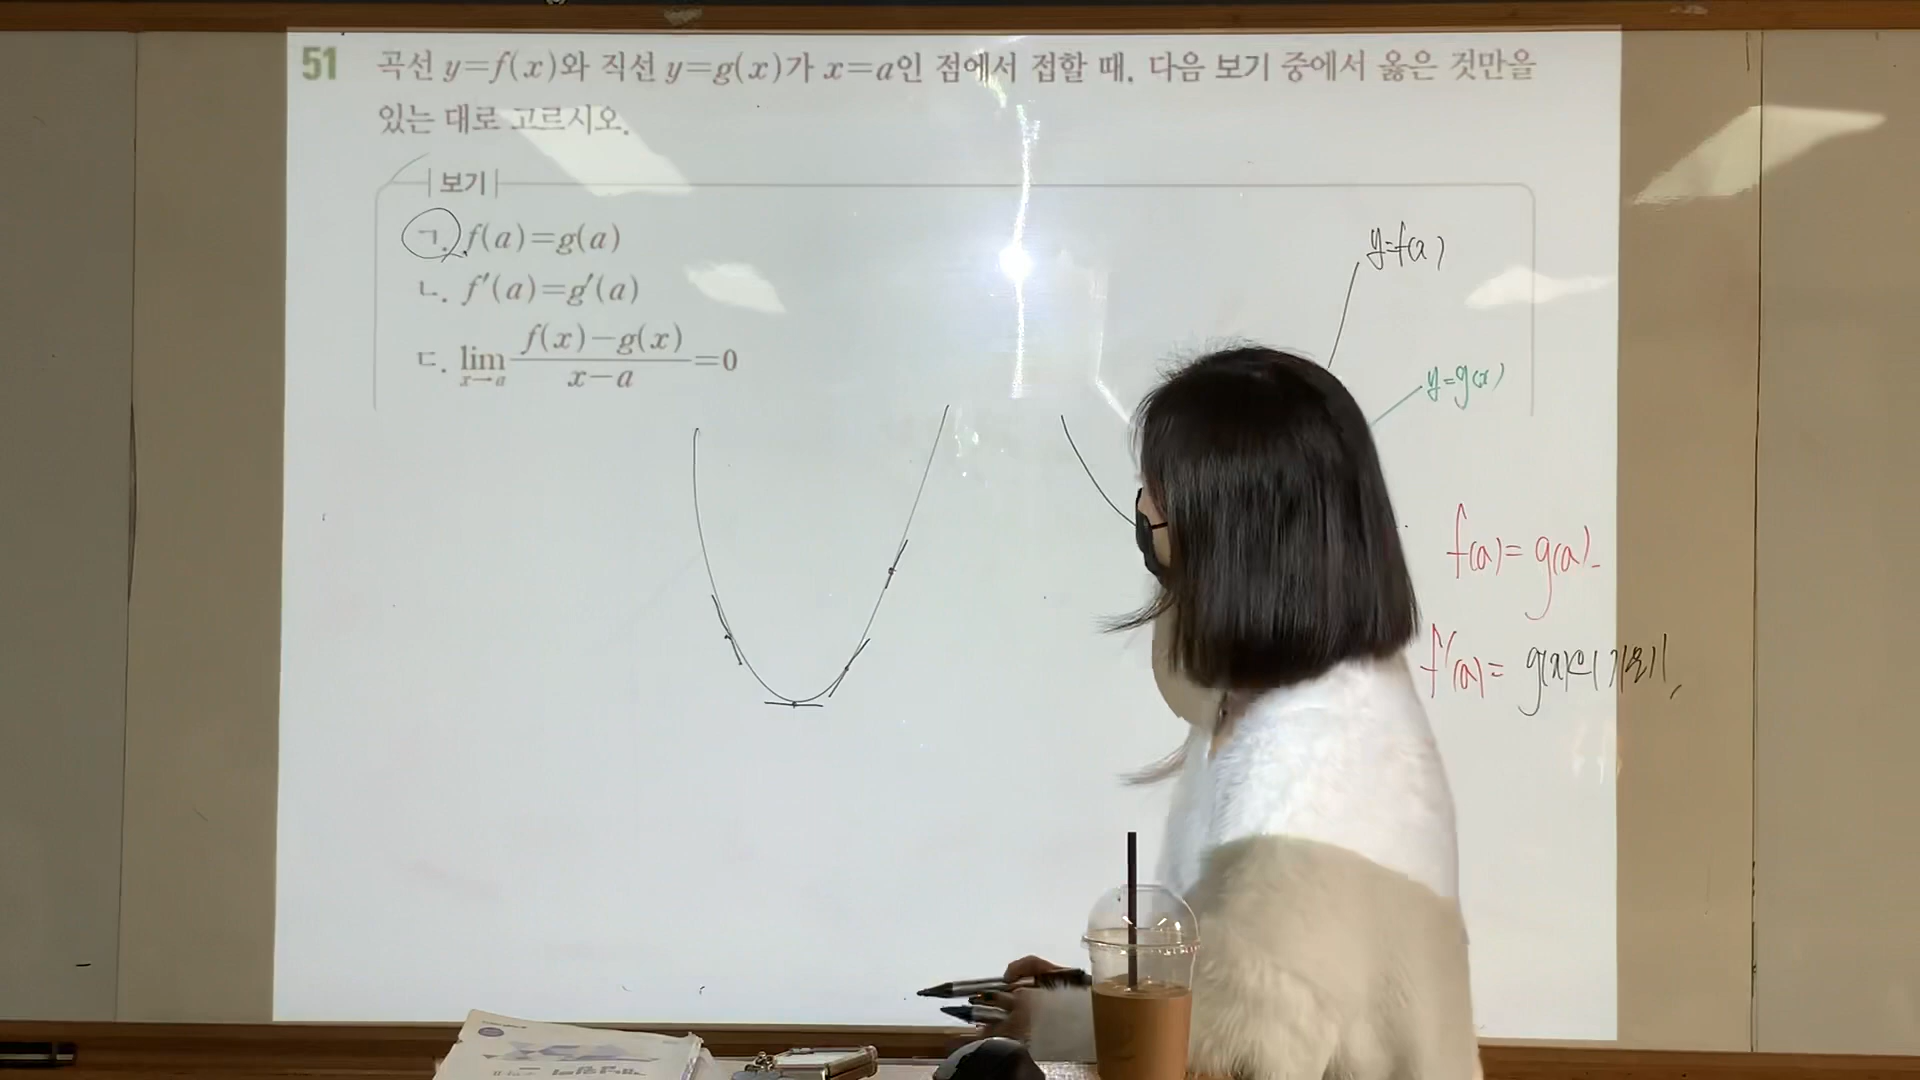 51 곡선 y=f(x)와 직선 y=g(x)가 x=a인 점에서 접할 때, 다음 보기 중에서 옳은 것만을
있는 대로 고르시오.
보기
ㄱ. f(a)=g(a)
ㄴ. f′(a)=g′(a)
ㄷ. lim x→a f(x)−g(x) / x−a =0
y=f(x)
y=g(x)
f(a)= g(a)
f′(a)= g(x)의 기울기